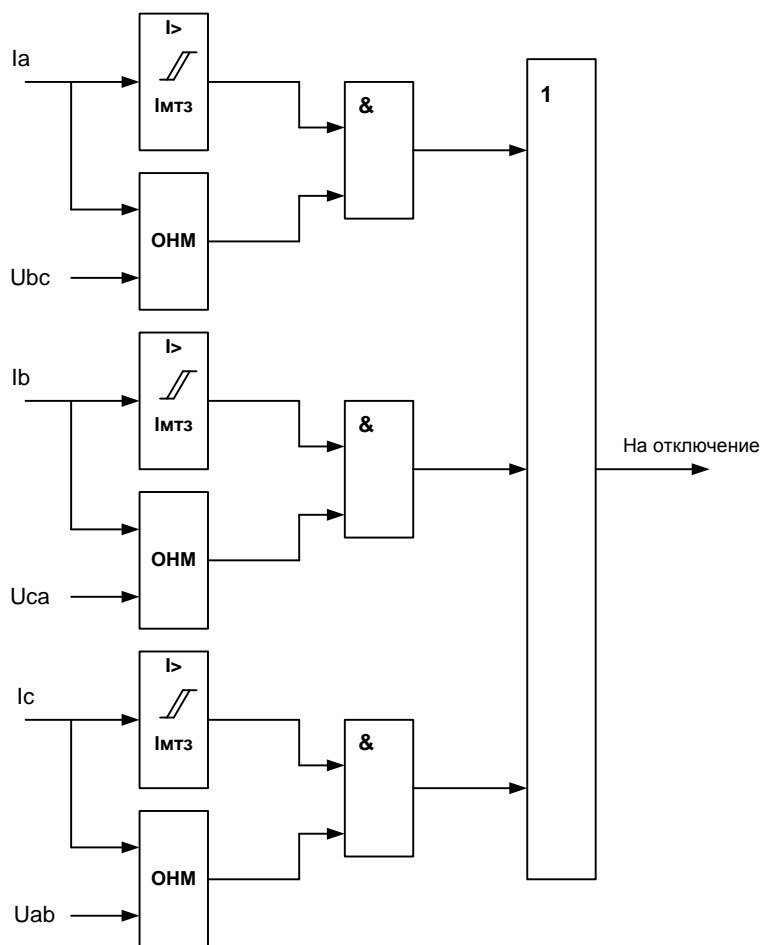 I>
Ia
Iмтз
&
1
ОНМ
Ubc
I>
Ib
Iмтз
&
На отключение
ОНМ
Uca
I>
Ic
Iмтз
&
ОНМ
Uab